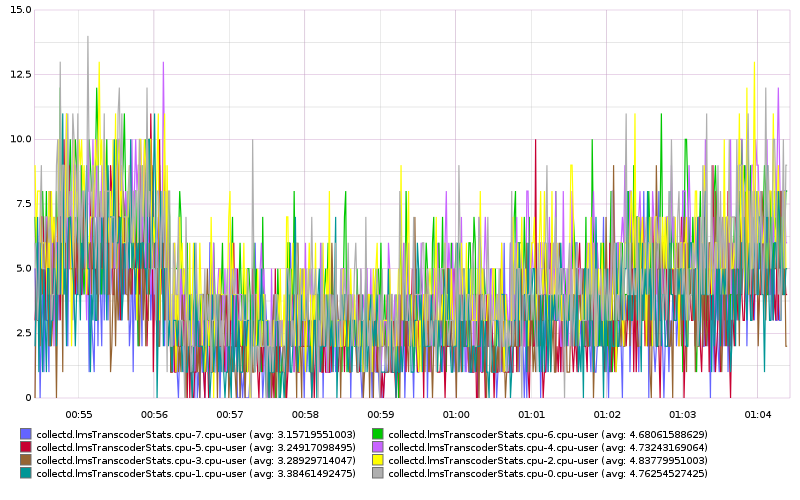 15.0
12.5
10.0
7.5
5.0
2.5
0
00:55 00:56 00:57 00:58 00:59 01:00 01:01 01:02 01:03 01:04
collectd.lmsTranscoderStats.cpu-7.cpu-user (avg: 3.15719551003) collectd.lmsTranscoderStats.cpu-6.cpu-user (avg: 4.68061588629)
collectd.lmsTranscoderStats.cpu-5.cpu-user (avg: 3.24917098495) collectd.lmsTranscoderStats.cpu-4.cpu-user (avg: 4.73243169064)
collectd.lmsTranscoderStats.cpu-3.cpu-user (avg: 3.28929714047) collectd.lmsTranscoderStats.cpu-2.cpu-user (avg: 4.83779951003)
collectd.lmsTranscoderStats.cpu-1.cpu-user (avg: 3.38461492475) collectd.lmsTranscoderStats.cpu-0.cpu-user (avg: 4.76254527425)